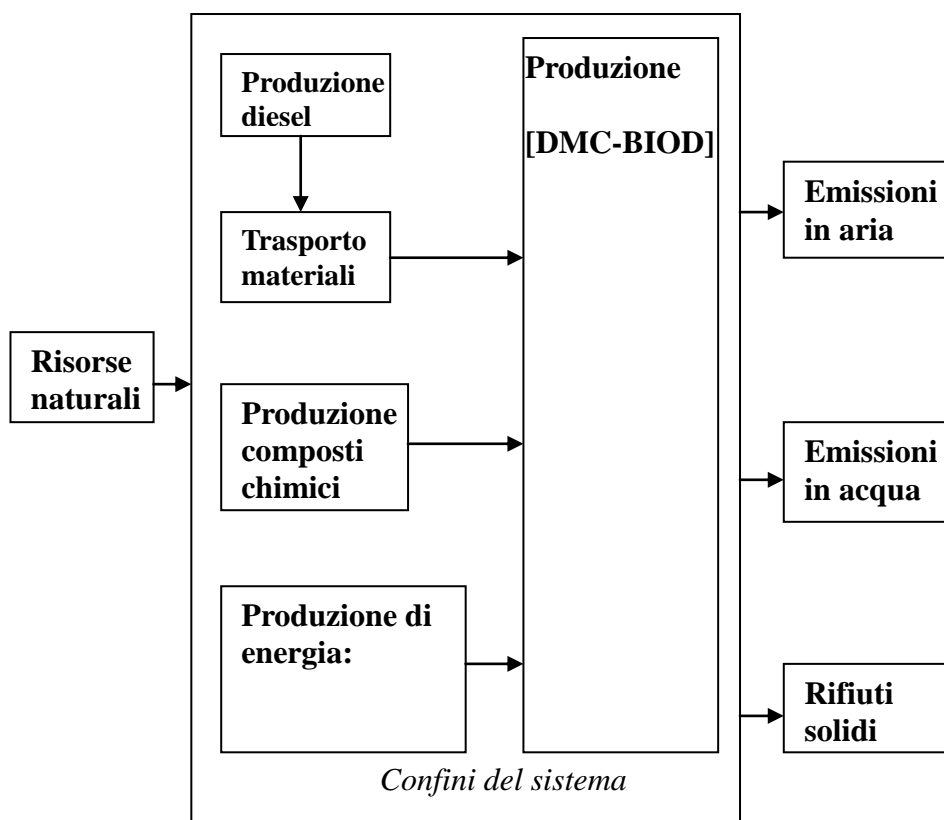 Produzione
diesel
Trasporto
materiali
Risorse
naturali
Produzione
composti
chimici
Produzione di
energia:
Produzione
[DMC-BIOD]
Confini del sistema
Emissioni
in aria
Emissioni
in acqua
Rifiuti
solidi